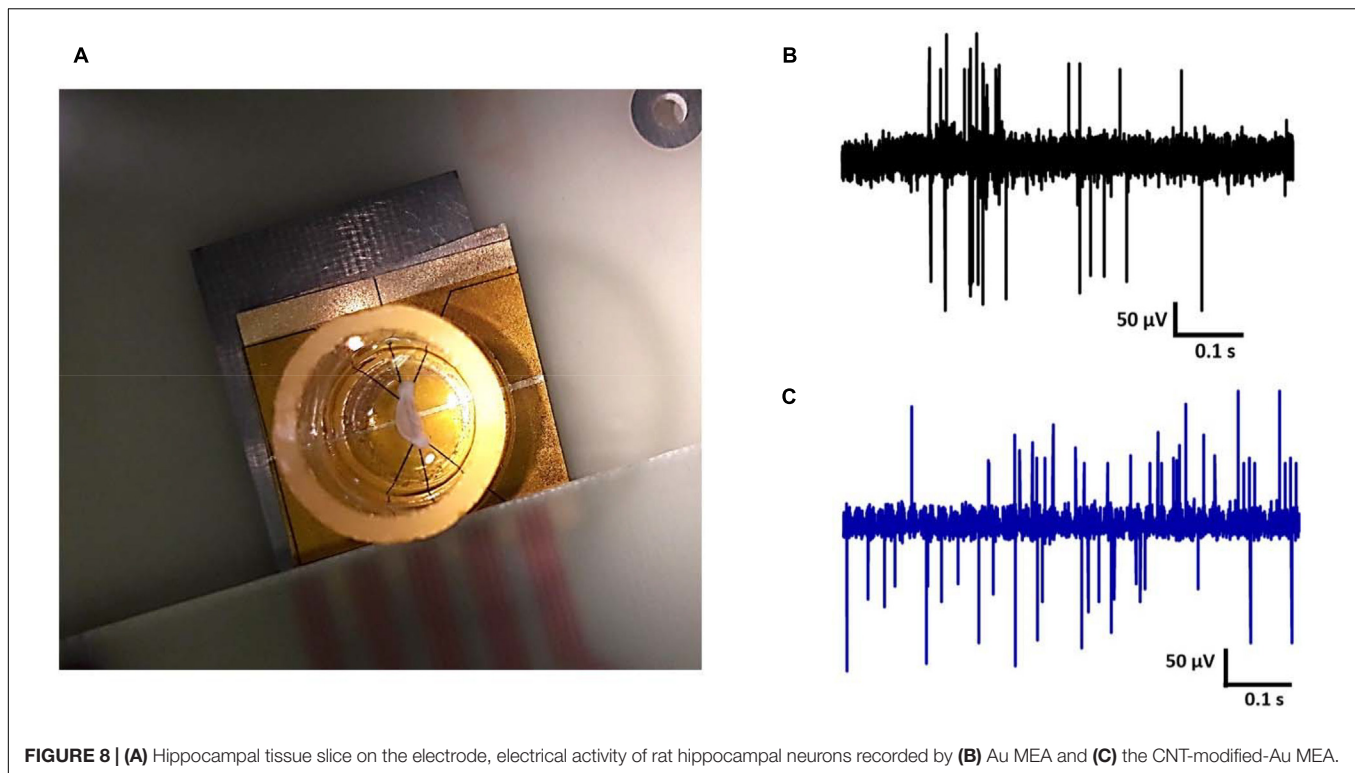 A
B
50 µV
0.1 s
C
50 µV
0.1 s
FIGURE 8 | (A) Hippocampal tissue slice on the electrode, electrical activity of rat hippocampal neurons recorded by (B) Au MEA and (C) the CNT-modified-Au MEA.